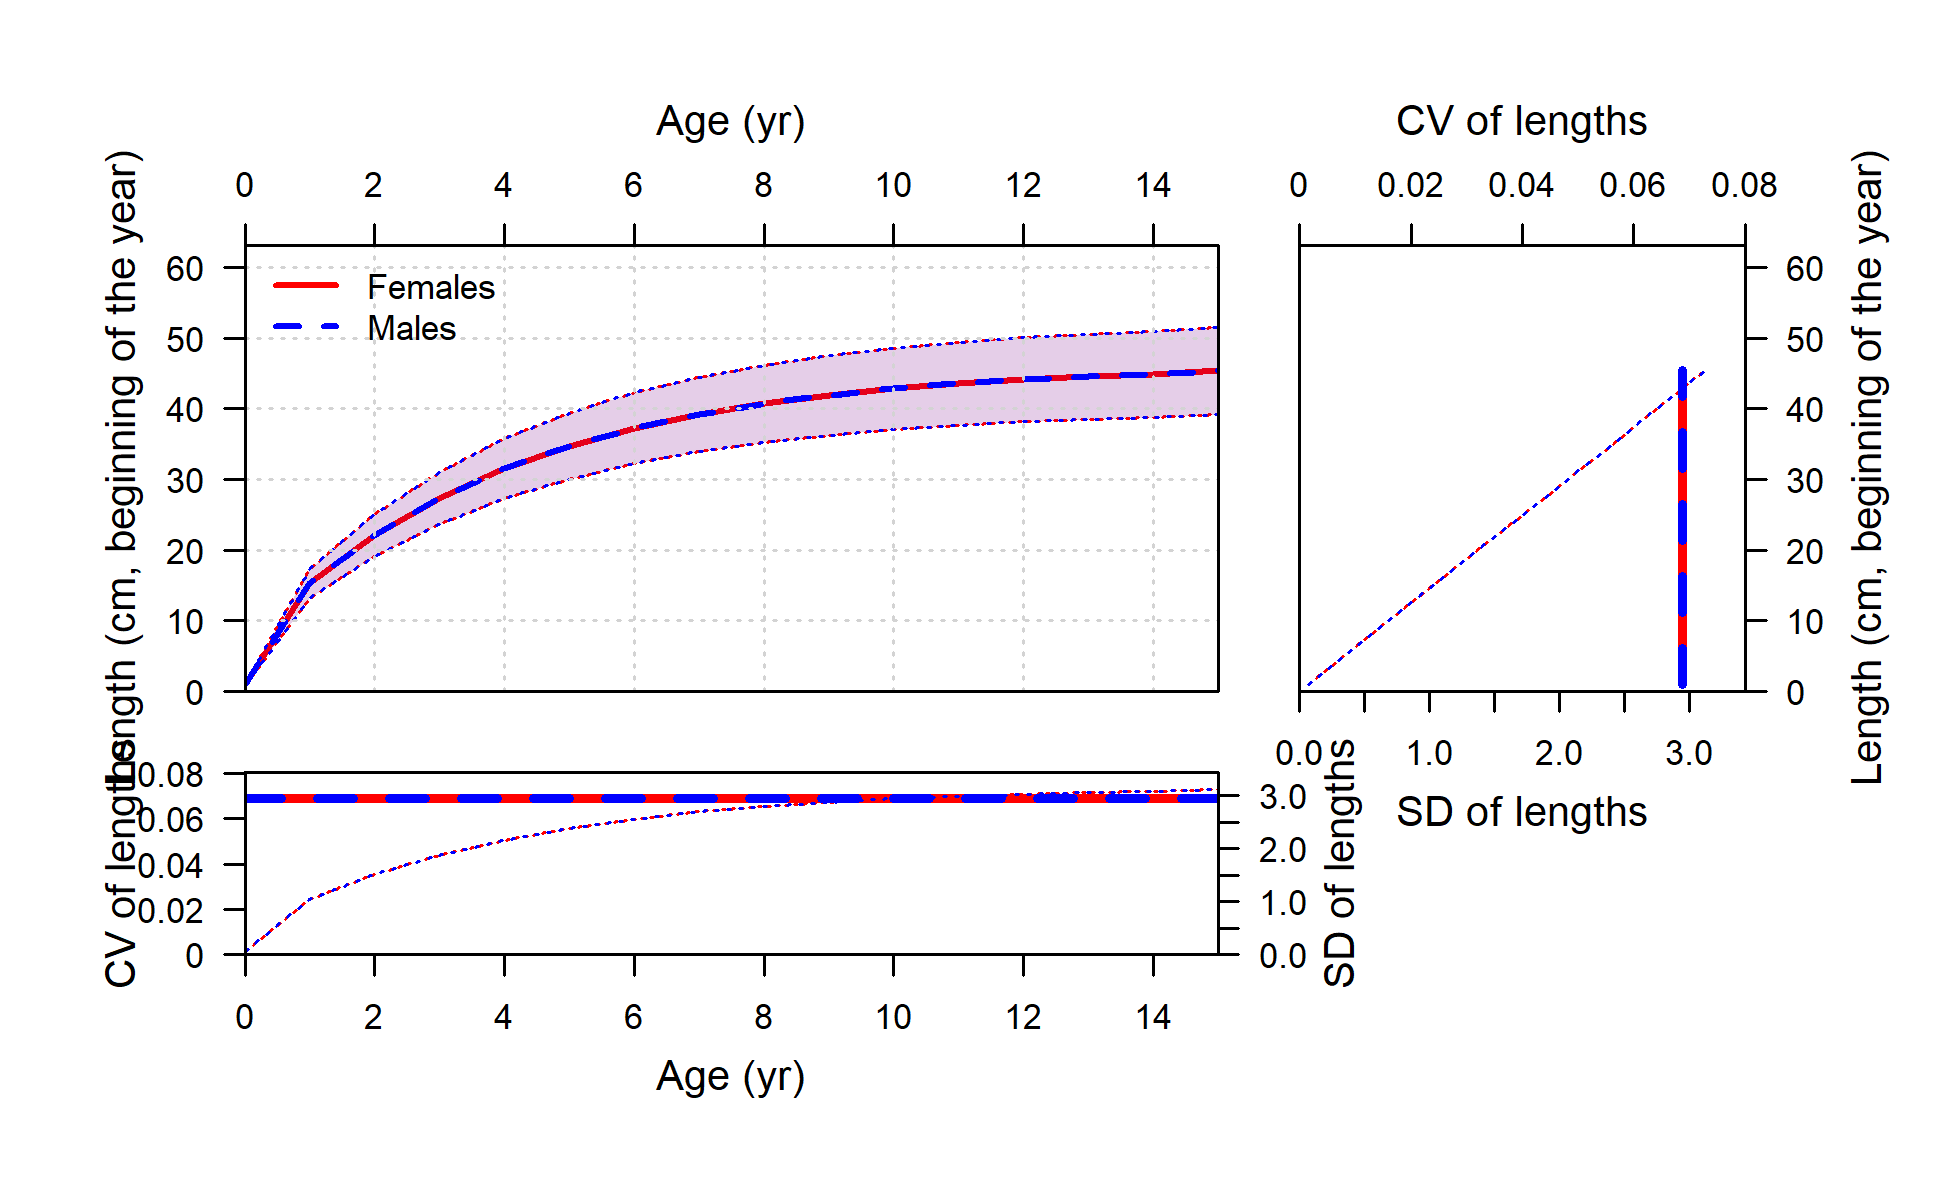 Age (yr)
0 2 4 6 8 10 12 14
Length (cm, beginning of the year)
60
50
40
30
20
10
0
Females
Males
CV of lengths
0 0.02 0.04 0.06 0.08
60
50
40
30
20
10
0
Length (cm, beginning of the year)
0.0 1.0 2.0 3.0
SD of lengths
CV of lengths
0.08
0.06
0.04
0.02
0
3.0
2.0
1.0
0.0
SD of lengths
0 2 4 6 8 10 12 14
Age (yr)